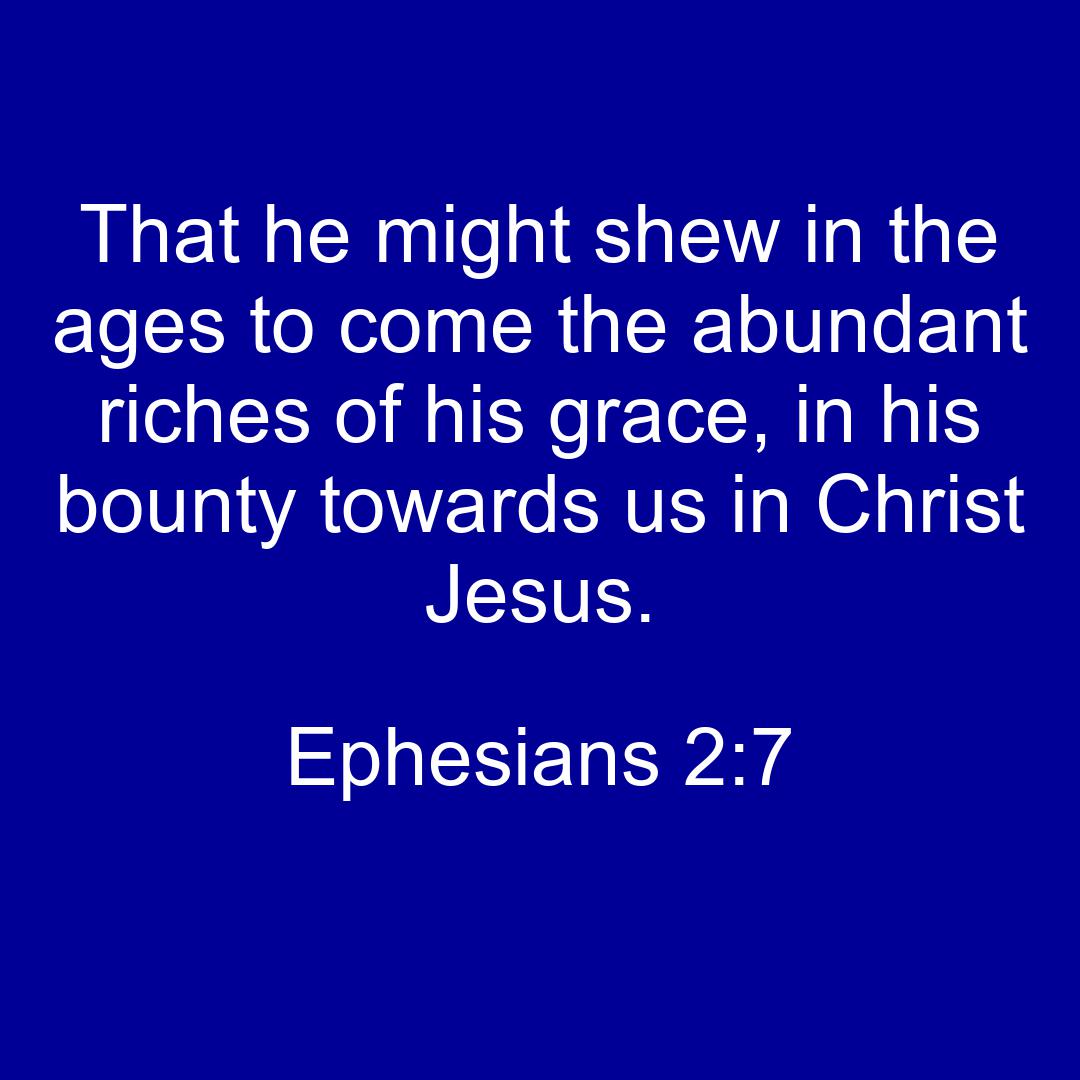 That he might shew in the
ages to come the abundant
riches of his grace, in his
bounty towards us in Christ
Jesus.
Ephesians 2:7